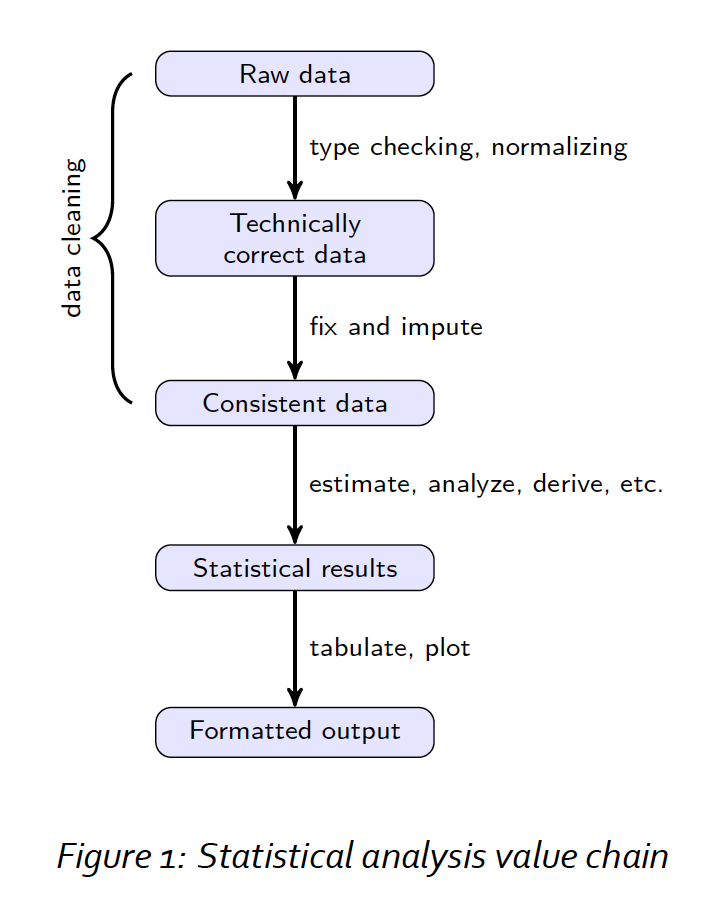 Raw data
type checking, normalizing
data cleaning
Technically
correct data
fix and impute
Consistent data
estimate, analyze, derive, etc.
Statistical results
tabulate, plot
Formatted output
Figure 1: Statistical analysis value chain